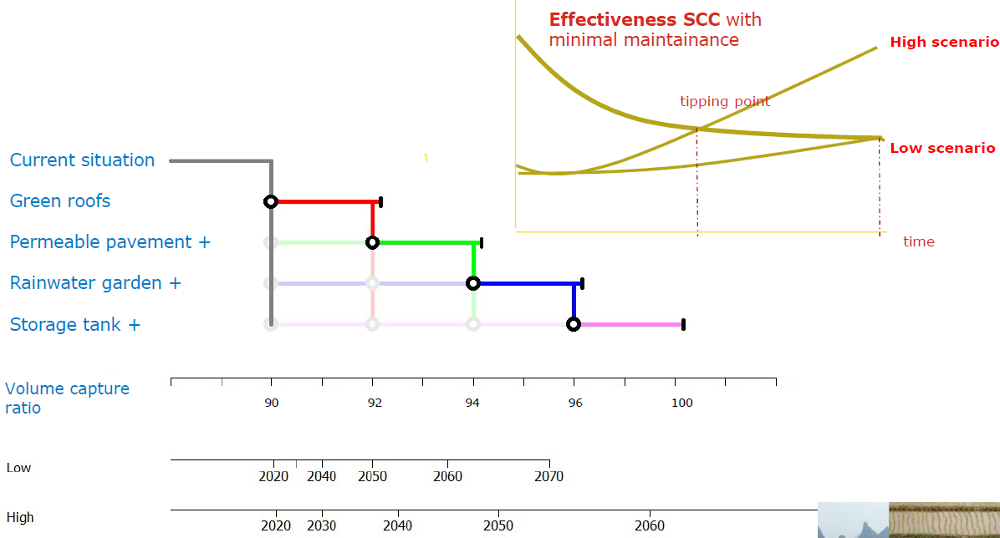 Effectiveness SCC with
minimal maintainance
High scenario
tipping point
Low scenario
time
Current situation
Green roofs
Permeable pavement +
Rainwater garden +
Storage tank +
Volume capture
ratio
90 92 94 96 100
Low
2020 2040 2050 2060 2070
High
2020 2030 2040 2050 2060